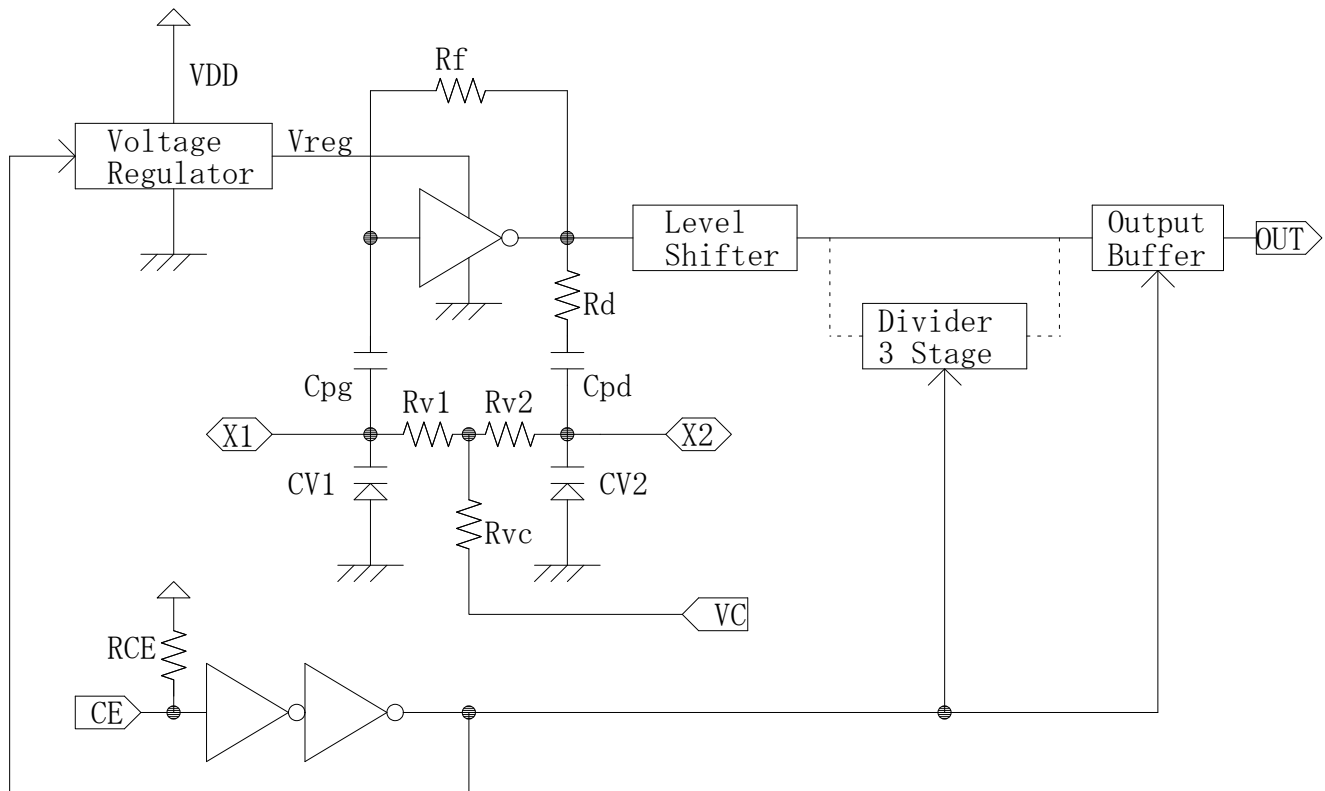 Rf
VDD
Voltage
Regulator
Vreg
Level
Shifter
Output
Buffer
OUT
Rd
Divider
3 Stage
Cpg
Cpd
Rv1
Rv2
X1
X2
CV1
CV2
Rvc
VC
RCE
CE